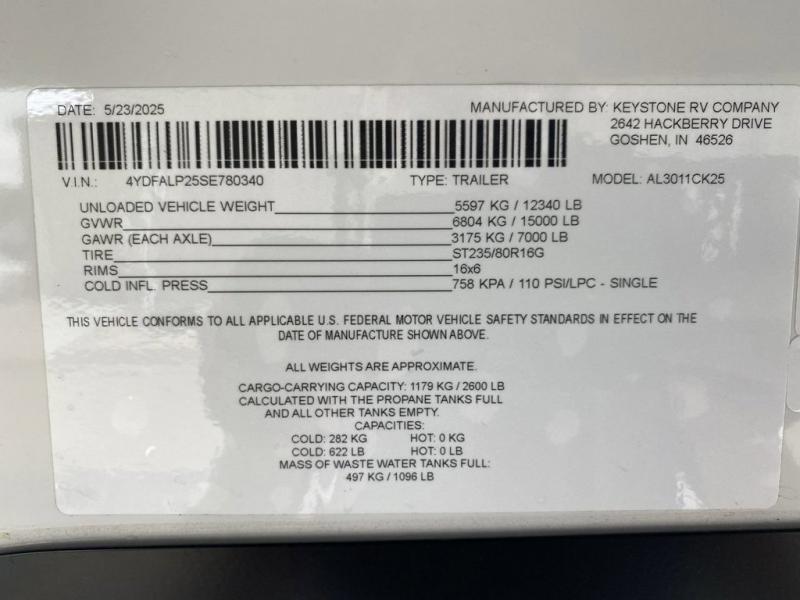 DATE: 5/23/2025 MANUFACTURED BY: KEYSTONE RV COMPANY
2642 HACKBERRY DRIVE
GOSHEN, IN 46526
V.I.N.: 4YDFALP25SE780340 TYPE: TRAILER MODEL: AL3011CK25
UNLOADED VEHICLE WEIGHT 5597 KG / 12340 LB
GVWR 6804 KG / 15000 LB
GAWR (EACH AXLE) 3175 KG / 7000 LB
TIRE ST235/80R16G
RIMS 16x6
COLD INFL. PRESS 758 KPA / 110 PSI/LPC - SINGLE
THIS VEHICLE CONFORMS TO ALL APPLICABLE U.S. FEDERAL MOTOR VEHICLE SAFETY STANDARDS IN EFFECT ON THE
DATE OF MANUFACTURE SHOWN ABOVE.
ALL WEIGHTS ARE APPROXIMATE.
CARGO-CARRYING CAPACITY: 1179 KG / 2600 LB
CALCULATED WITH THE PROPANE TANKS FULL
AND ALL OTHER TANKS EMPTY.
CAPACITIES:
COLD: 282 KG HOT: 0 KG
COLD: 622 LB HOT: 0 LB
MASS OF WASTE WATER TANKS FULL:
497 KG / 1096 LB